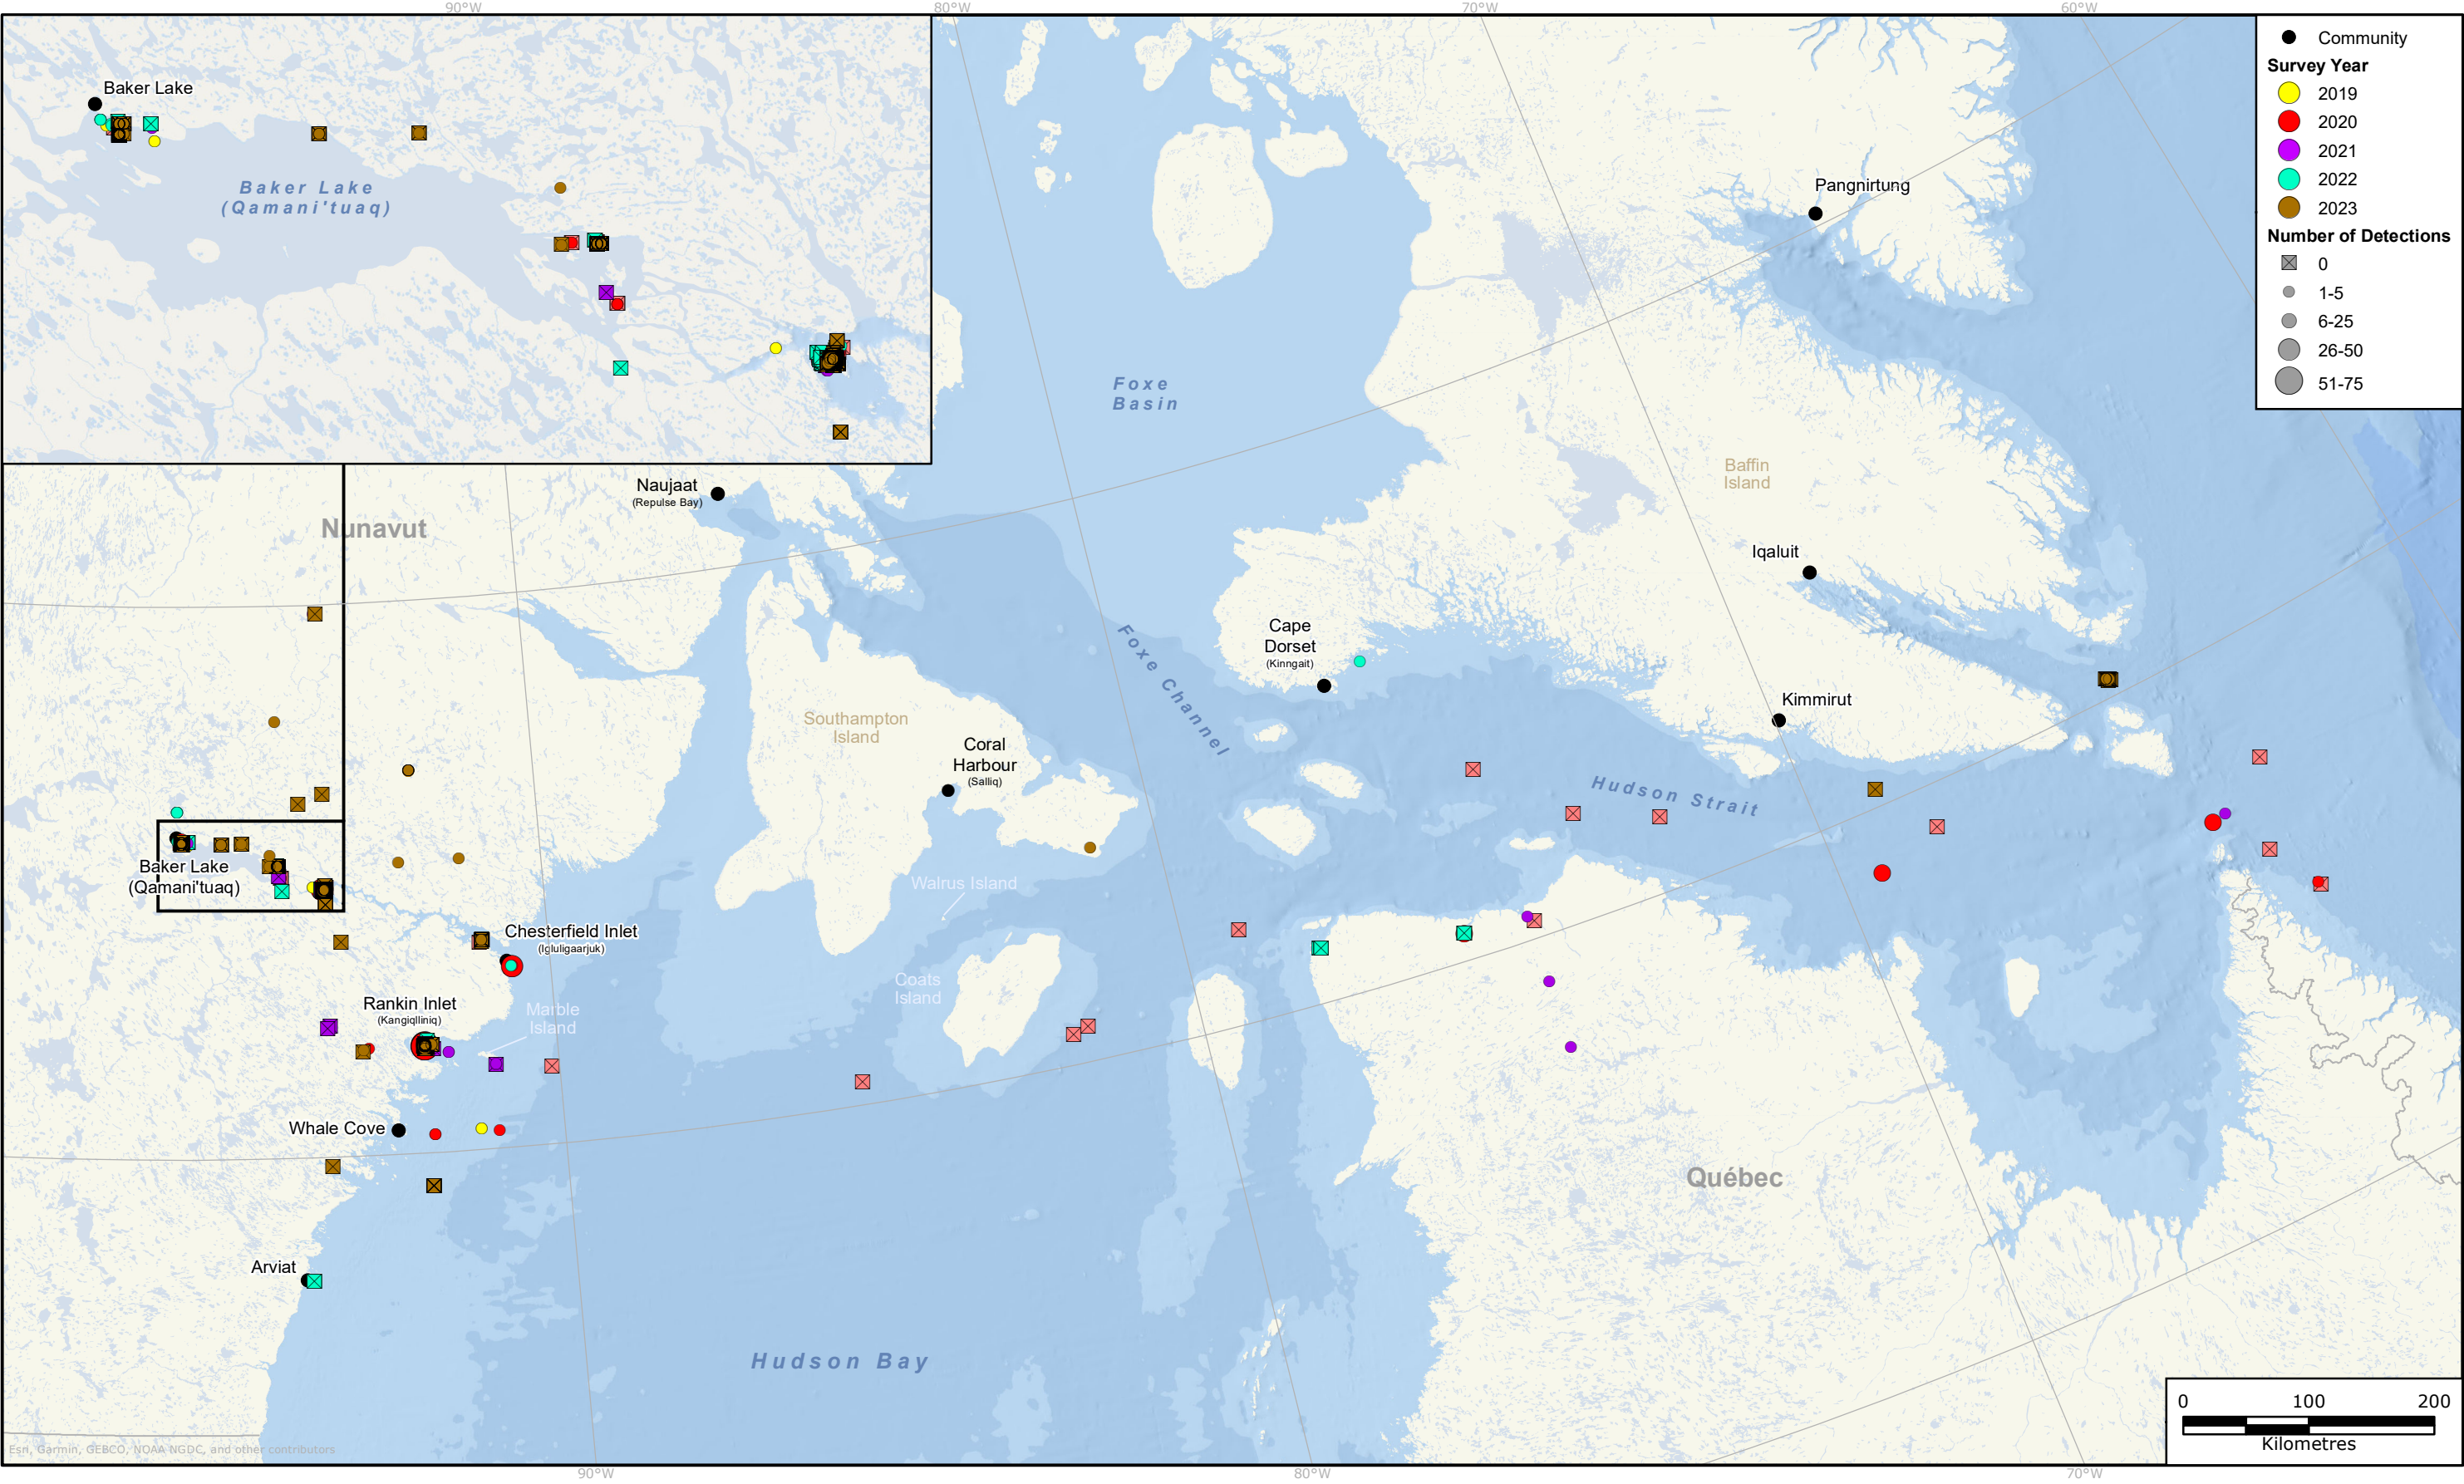 90°W
80°W
70°W
60°W
Baker Lake
Baker Lake
(Qamani'tuaq)
Community
Survey Year
2019
2020
2021
2022
2023
Number of Detections
0
1-5
6-25
26-50
51-75
Pangnirtung
Foxe
Basin
Baffin
Island
Naujaat
(Repulse Bay)
Nunavut
Iqaluit
Cape
Dorset
(Kinngait)
Foxe Channel
Kimmirut
Southampton
Island
Coral
Harbour
(Salliq)
Hudson Strait
Baker Lake
(Qamani'tuaq)
Walrus Island
Chesterfield Inlet
(Igluligaarjuk)
Coats
Island
Rankin Inlet
(Kangiqlliniq)
Marble
Island
Whale Cove
Québec
Arviat
Hudson Bay
0 100 200
Kilometres
Esri, Garmin, GEBCO, NOAA NGDC, and other contributors
90°W
80°W
70°W